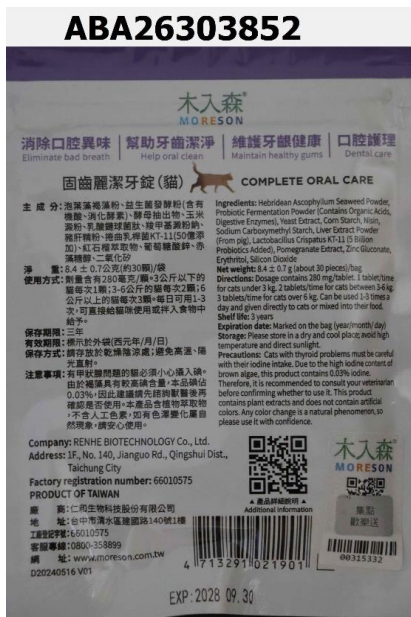 ABA26303852
木入森®
MORESON
消除口腔異味 幫助牙齒潔淨 維護牙齦健康 口腔護理
Eliminate bad breath Help oral clean Maintain healthy gums Dental care
固齒麗潔牙錠(貓) COMPLETE ORAL CARE
主成分:泡葉藻褐藻粉、益生菌發酵粉(含有
機酸、消化酵素)、酵母抽出物、玉米
澱粉、乳酸鏈球菌肽、羧甲基澱粉鈉、
豬肝精粉、捲曲乳桿菌KT-11(50億添
加)、紅石榴萃取物、葡萄糖酸鋅、赤
藻糖醇、二氧化矽
淨重:8.4 ± 0.7公克(約30顆)/袋
使用方式:劑量含有280毫克/顆。3公斤以下的
貓每次1顆;3-6公斤的貓每次2顆;6
公斤以上的貓每次3顆。每日可用1-3
次,可直接給貓咪使用或拌入食物中
給予。
保存期限:三年
有效期限:標示於外袋(西元年/月/日)
保存方式:請存放於乾燥陰涼處;避免高溫、陽
光直射。
注意事項:有甲狀腺問題的貓必須小心攝入碘。
由於褐藻具有較高碘含量,本品碘佔
0.03%,因此建議請先諮詢獸醫後再
確認是否使用。本產品含植物萃取物
,不含人工色素,如有色澤變化屬自
然現象,請安心使用。
Ingredients: Hebridean Ascophyllum Seaweed Powder,
Probiotic Fermentation Powder (Contains Organic Acids,
Digestive Enzymes), Yeast Extract, Corn Starch, Nisin,
Sodium Carboxymethyl Starch, Liver Extract Powder
(From pig), Lactobacillus Crispatus KT-11 (5 Billion
Probiotics Added), Pomegranate Extract, Zinc Gluconate,
Erythritol, Silicon Dioxide
Net weight: 8.4 ± 0.7 g (about 30 pieces)/bag
Directions: Dosage contains 280 mg/tablet. 1 tablet/time
for cats under 3 kg. 2 tablets/time for cats between 3-6 kg.
3 tablets/time for cats over 6 kg. Can be used 1-3 times a
day and given directly to cats or mixed into their food.
Shelf life: 3 years
Expiration date: Marked on the bag (year/month/day)
Storage: Please store in a dry and cool place; avoid high
temperature and direct sunlight.
Precautions: Cats with thyroid problems must be careful
with their iodine intake. Due to the high iodine content of
brown algae, this product contains 0.03% iodine.
Therefore, it is recommended to consult your veterinarian
before confirming whether to use it. This product
contains plant extracts and does not contain artificial
colors. Any color change is a natural phenomenon, so
please use it with confidence.
Company: RENHE BIOTECHNOLOGY Co., Ltd.
Address: 1F., No. 140, Jianguo Rd., Qingshui Dist.,
Taichung City
Factory registration number: 66010575
PRODUCT OF TAIWAN
廠商:仁和生物科技股份有限公司
地址:台中市清水區建國路140號1樓
工廠登記字號:66010575
客服專線:0800-358899
網址:www.moreson.com.tw
D20240516 V01
▲產品詳細說明▲
Additional Information
4 713291 021901
木入森®
MORESON
集點
歡樂送
00315332
EXP:2028 09.30